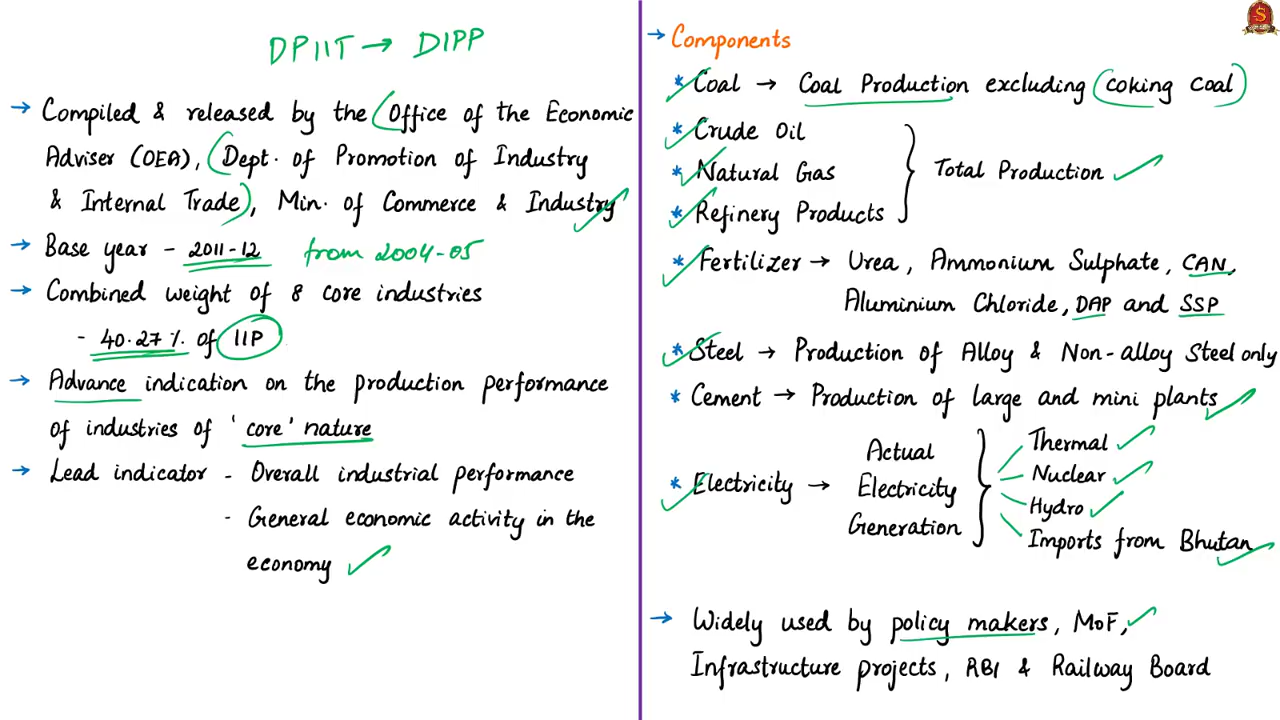 DPIIT → DIPP
→ Compiled & released by the (Office of the Economic
Adviser (OEA), (Dept. of Promotion of Industry
& Internal Trade), Min. of Commerce & Industry
→ Base year - 2011-12 from 2004-05
→ Combined weight of 8 core industries
- 40.27 %. of IIP
→ Advance indication on the production performance
of industries of 'core' nature
→ Lead indicator - Overall industrial performance
- General economic activity in the
economy
→ Components
* Coal → Coal Production excluding (coking coal)
* Crude Oil
* Natural Gas
* Refinery Products
Total Production
* Fertilizer → Urea, Ammonium Sulphate, CAN,
Aluminium Chloride, DAP and SSP
* Steel → Production of Alloy & Non-alloy Steel only
* Cement → Production of large and mini plants
* Electricity → Actual
Electricity
Generation
Thermal
Nuclear
Hydro
Imports from Bhutan
→ Widely used by policy makers, MoF,
Infrastructure projects, RBI & Railway Board